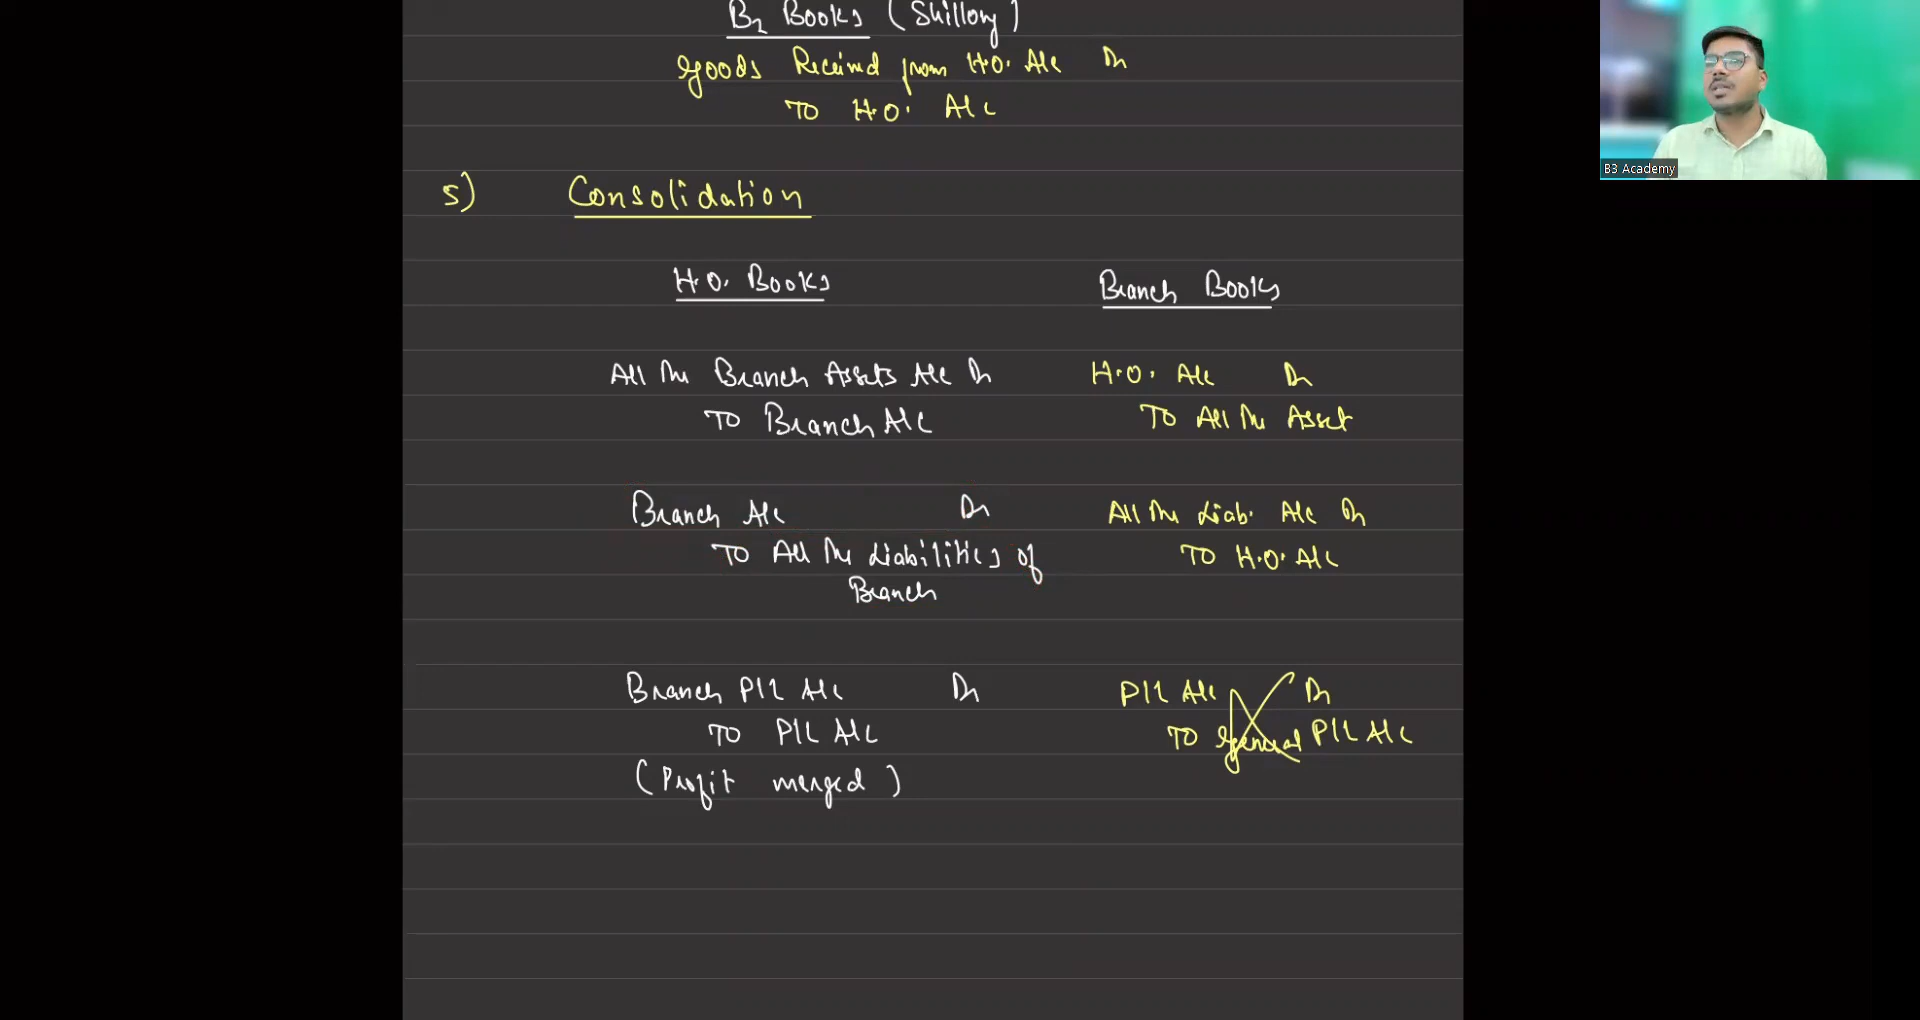 B2 Books (Shillong)
Goods Received from H.O. A/c Dr
TO H.O. A/c
B3 Academy
5) Consolidation
H.O. Books
Branch Books
All the Branch Assets A/c Dr
TO Branch A/c
H.O. A/c Dr
TO All the Asset
Branch A/c Dr
TO All the Liabilities of
Branch
All the Liab. A/c Dr
TO H.O. A/c
Branch P/L A/c Dr
TO P/L A/c
(Profit merged)
P/L A/c Dr
TO General P/L A/c